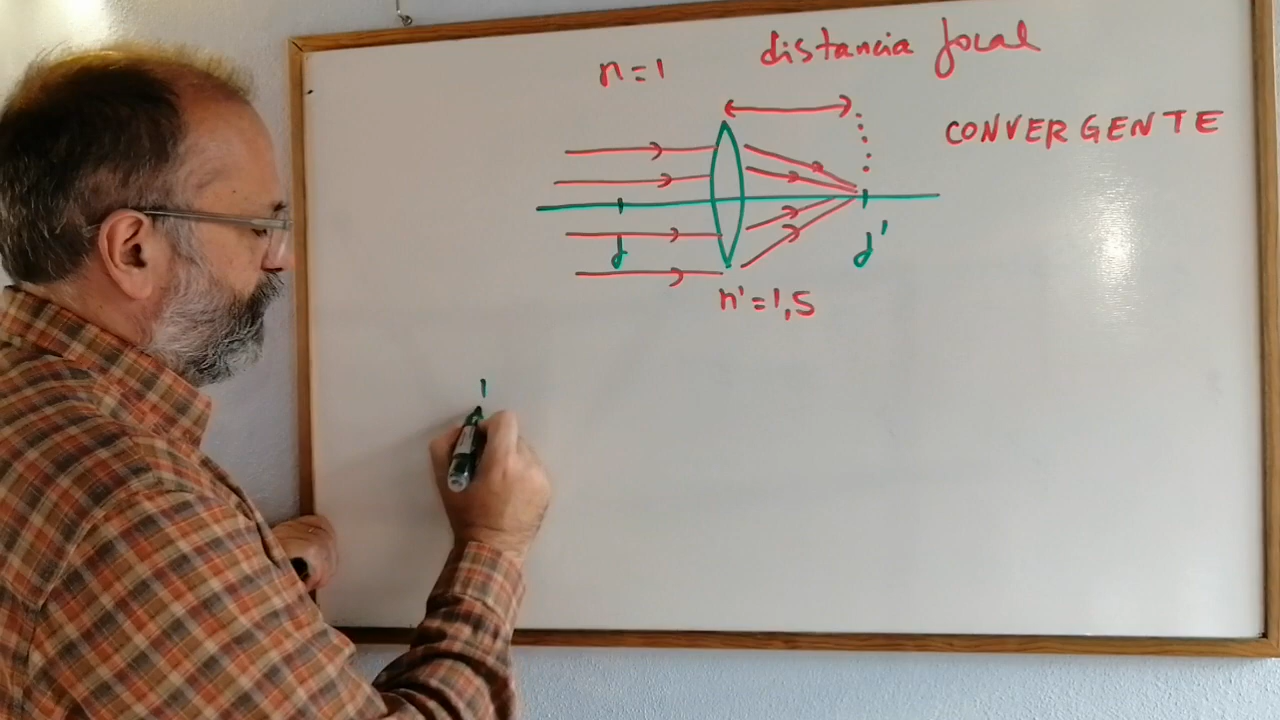 distancia focal
n=1
CONVERGENTE
f
f'
n'=1,5